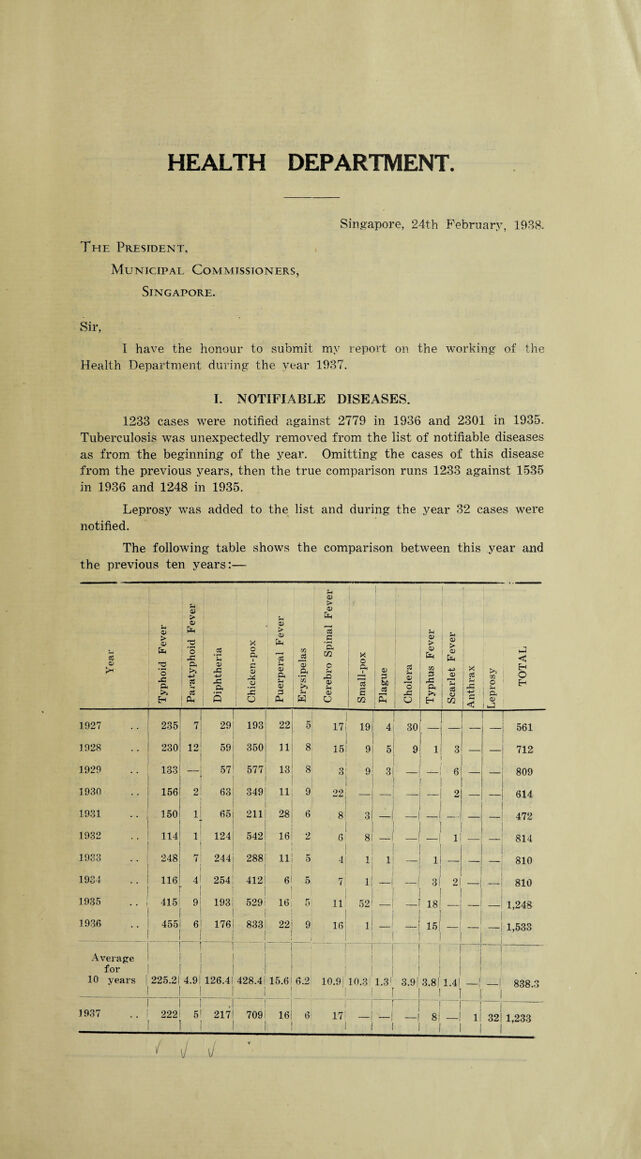 HEALTH DEPARTMENT.
Singapore, 24th February, 1938.
THE PRESIDENT,
MUNICIPAL COMMISSIONERS,
SINGAPORE.
Sir,
I have the honour to submit my report on the working of the
Health Department during the year 1937.
I. NOTIFIABLE DISEASES.
1233 cases were notified against 2779 in 1936 and 2301 in 1935.
Tuberculosis was unexpectedly removed from the list of notifiable diseases
as from the beginning of the year. Omitting the cases of this disease
from the previous years, then the true comparison runs 1233 against 1535
in 1936 and 1248 in 1935.
Leprosy was added to the list and during the year 32 cases were
notified.
The following table shows the comparison between this year and
the previous ten years:—
Year Typhoid Fever Paratyphoid Fever Diphtheria Chicken-pox Puerperal Fever Erysipelas Cerebro Spinal Fever Small-pox Plague Cholera Typhus Fever Scarlet Fever Anthrax Leprosy TOTAL
1927 .. 235 7 29 193 22 5 17 19 4 30 — — — — 561
1928 .. 230 12 59 350 11 8 15 9 5 9 1 3 — — 712
1929 .. 133 — 57 577 13 8 3 9 3 — — 6 — — 809
1930 .. 156 2 63 349 11 9 22 — — — — 2 — — 614
1931 .. 150 1 65 211 28 6 8 3 — — — — — — 472
1932 .. 114 1 124 542 16 2 6 8 — — — 1 — — 814
1933 .. 248 7 244 288 11 5 4 1 1 — 1 — — — 810
1934 .. 116 4 254 412 6 5 7 1 — — 3 2 — — 810
1935 .. 415 9 193 529 16 5 11 52 — — 18 — — — 1,248
1936 .. 455 6 176 833 22 9 16 1 — — 15 — — — 1,533
Average
for
10 years 225.2 4.9 126.4 428.4 15.6 6.2 10.9 10.3 1.3 3.9 3.8 1.4 — — 838.3
1937 .. 222 5 217 709 16 6 17 — — — 8 — 1 32 1,233